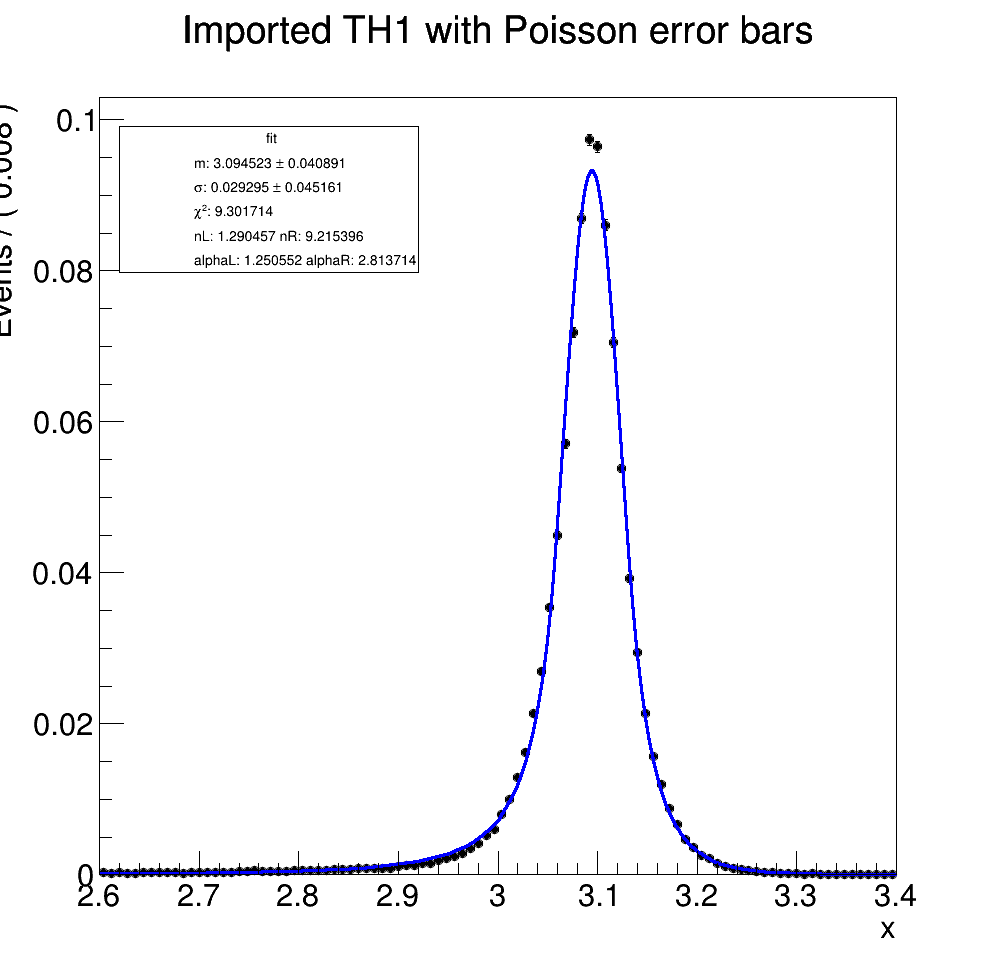 Imported TH1 with Poisson error bars
Events / ( 0.008 )
0.1
0.08
0.06
0.04
0.02
0
fit
m: 3.094523 ± 0.040891
σ: 0.029295 ± 0.045161
χ²: 9.301714
nL: 1.290457 nR: 9.215396
alphaL: 1.250552 alphaR: 2.813714
2.6 2.7 2.8 2.9 3 3.1 3.2 3.3 3.4
x